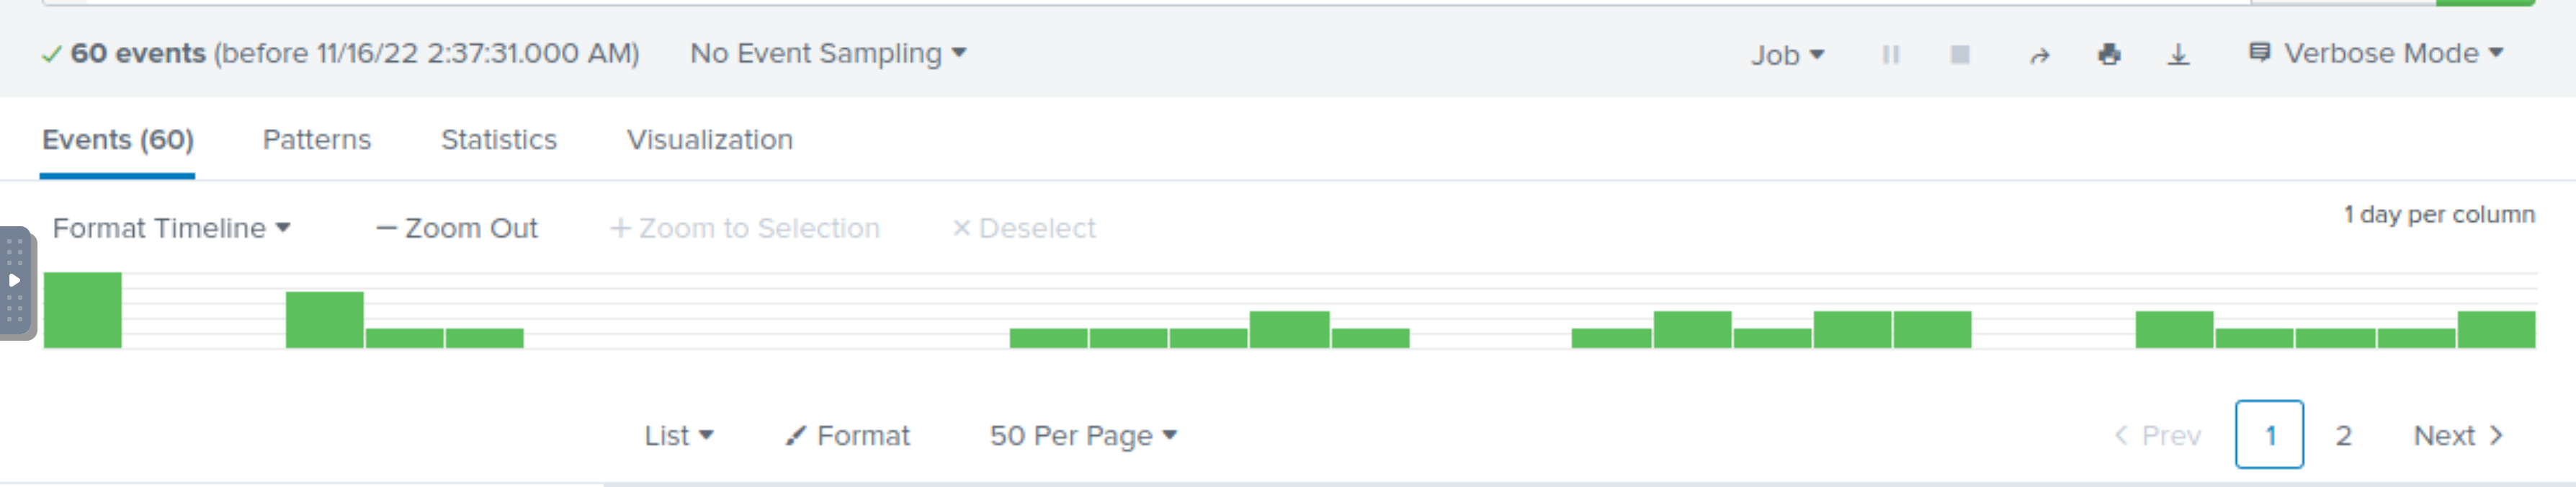 60 events (before 11/16/22 2:37:31.000 AM) No Event Sampling Job Verbose Mode
Events (60) Patterns Statistics Visualization
Format Timeline − Zoom Out + Zoom to Selection × Deselect 1 day per column
List Format 50 Per Page < Prev 1 2 Next >